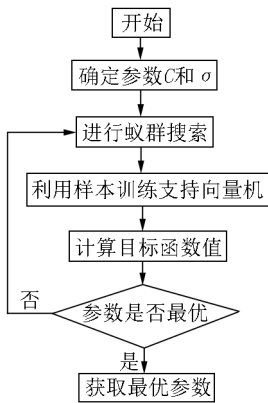 开始
确定参数C和 σ
进行蚁群搜索
利用样本训练支持向量机
计算目标函数值
否
参数是否最优
是
获取最优参数